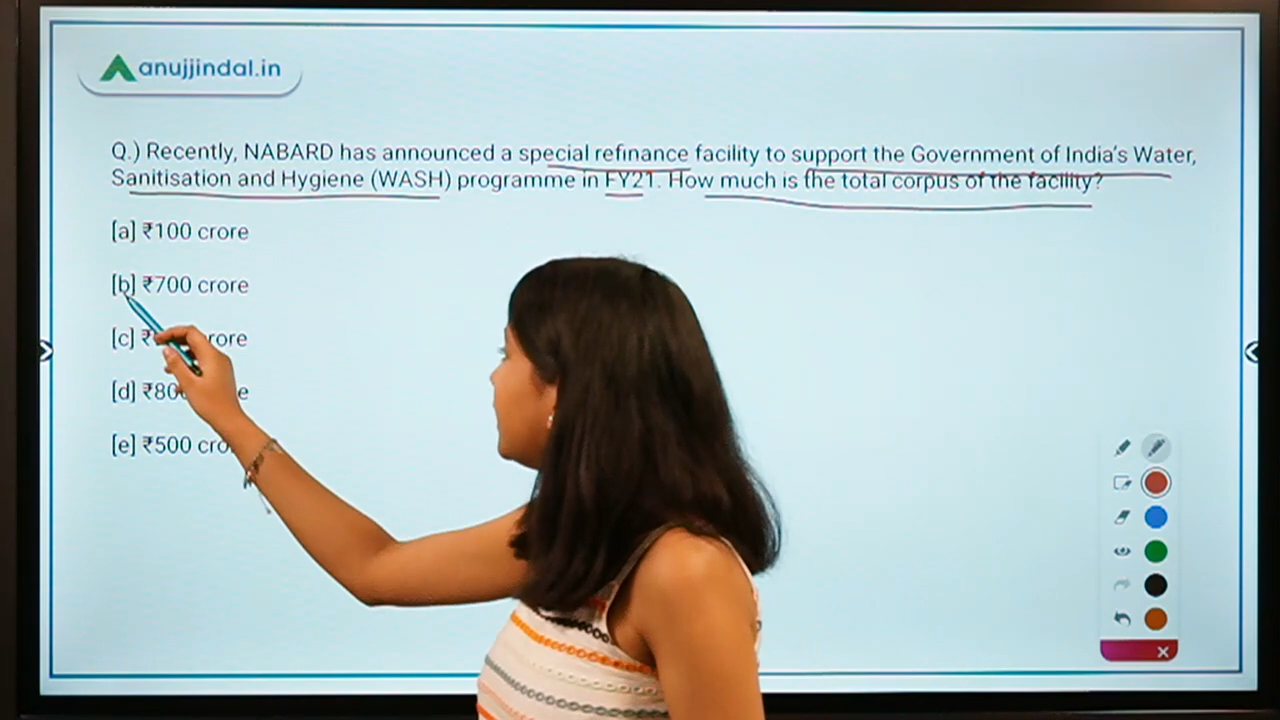 anujjindal.in
Q.) Recently, NABARD has announced a special refinance facility to support the Government of India's Water,
Sanitisation and Hygiene (WASH) programme in FY21. How much is the total corpus of the facility?
[a] ₹100 crore
[b] ₹700 crore
[c]
[d]
[e] ₹500